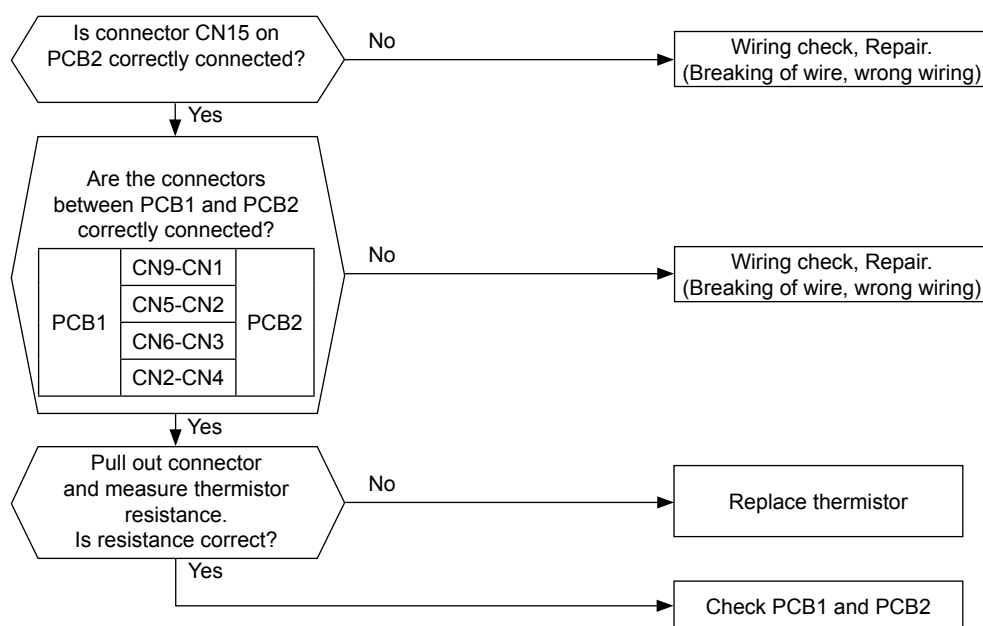 Is connector CN15 on
PCB2 correctly connected?
No
Wiring check, Repair.
(Breaking of wire, wrong wiring)
Yes
Are the connectors
between PCB1 and PCB2
correctly connected?
PCB1
CN9-CN1
CN5-CN2
CN6-CN3
CN2-CN4
PCB2
No
Wiring check, Repair.
(Breaking of wire, wrong wiring)
Yes
Pull out connector
and measure thermistor
resistance.
Is resistance correct?
No
Replace thermistor
Yes
Check PCB1 and PCB2